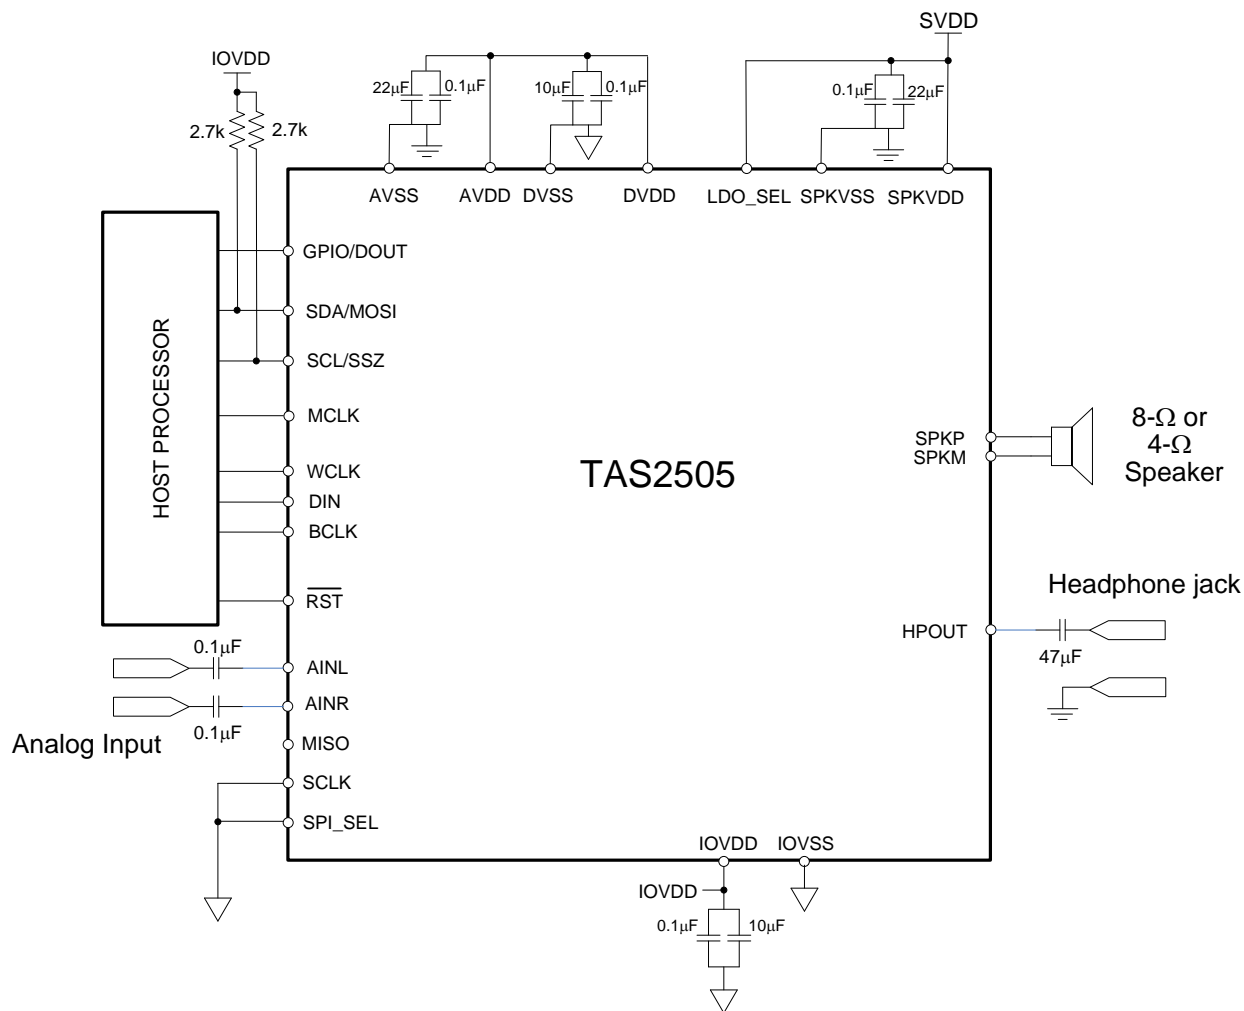 SVDD
IOVDD
22μF
0.1μF
10μF
0.1μF
0.1μF
22μF
2.7k
2.7k
AVSS
AVDD
DVSS
DVDD
LDO_SEL
SPKVSS
SPKVDD
HOST PROCESSOR
GPIO/DOUT
SDA/MOSI
SCL/SSZ
MCLK
WCLK
DIN
BCLK
RST
TAS2505
SPKP
SPKM
8-Ω or
4-Ω
Speaker
Headphone jack
HPOUT
47μF
0.1μF
AINL
AINR
0.1μF
Analog Input
MISO
SCLK
SPI_SEL
IOVDD
IOVSS
IOVDD
0.1μF
10μF